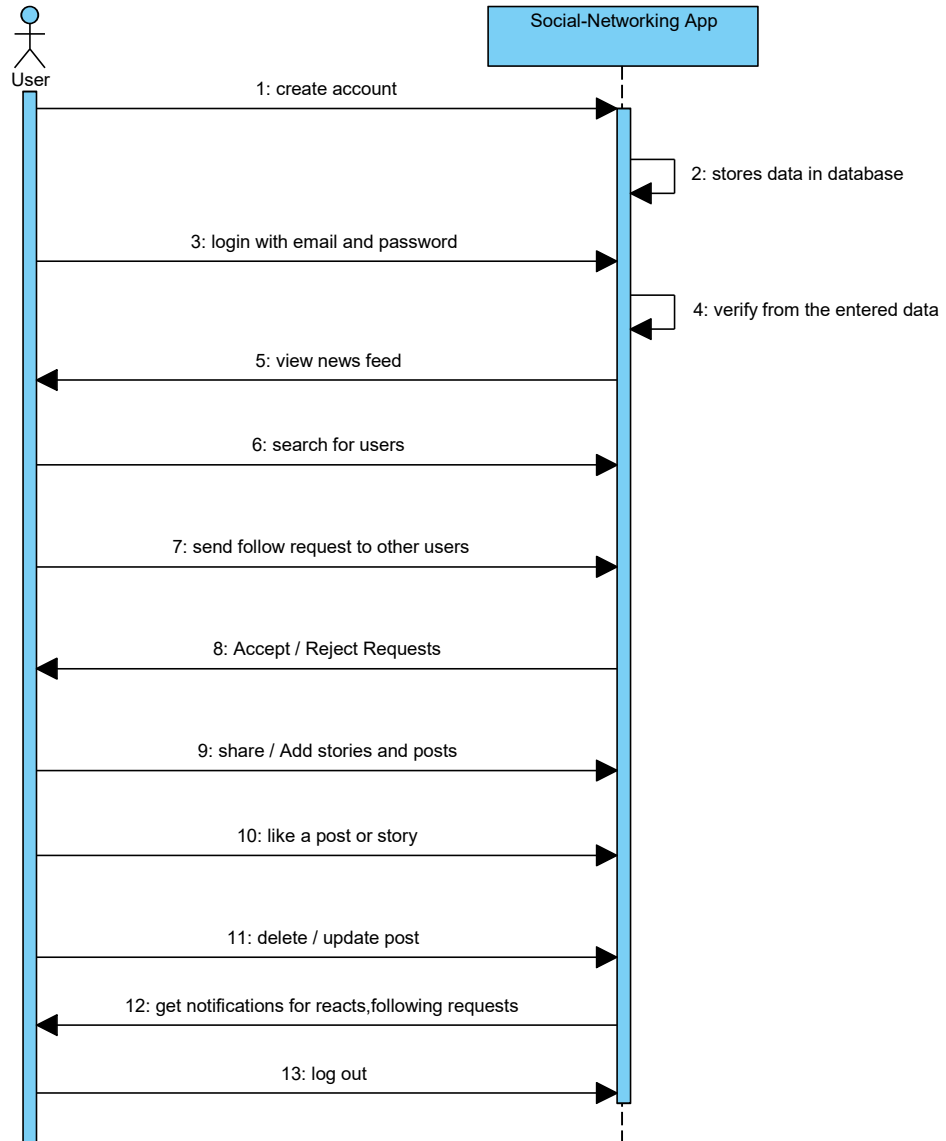 Social-Networking App
User
1: create account
2: stores data in database
3: login with email and password
4: verify from the entered data
5: view news feed
6: search for users
7: send follow request to other users
8: Accept / Reject Requests
9: share / Add stories and posts
10: like a post or story
11: delete / update post
12: get notifications for reacts,following requests
13: log out